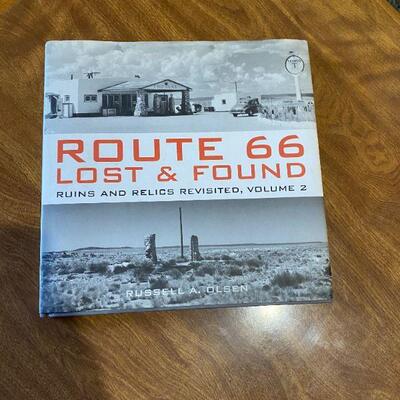 ROUTE 66
LOST & FOUND
RUINS AND RELICS REVISITED, VOLUME 2
RUSSELL A. OLSEN